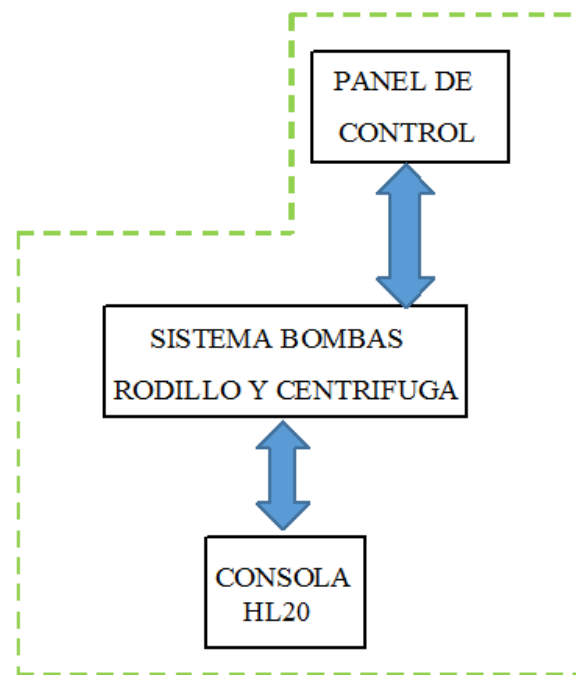 PANEL DE
CONTROL
SISTEMA BOMBAS
RODILLO Y CENTRIFUGA
CONSOLA
HL20